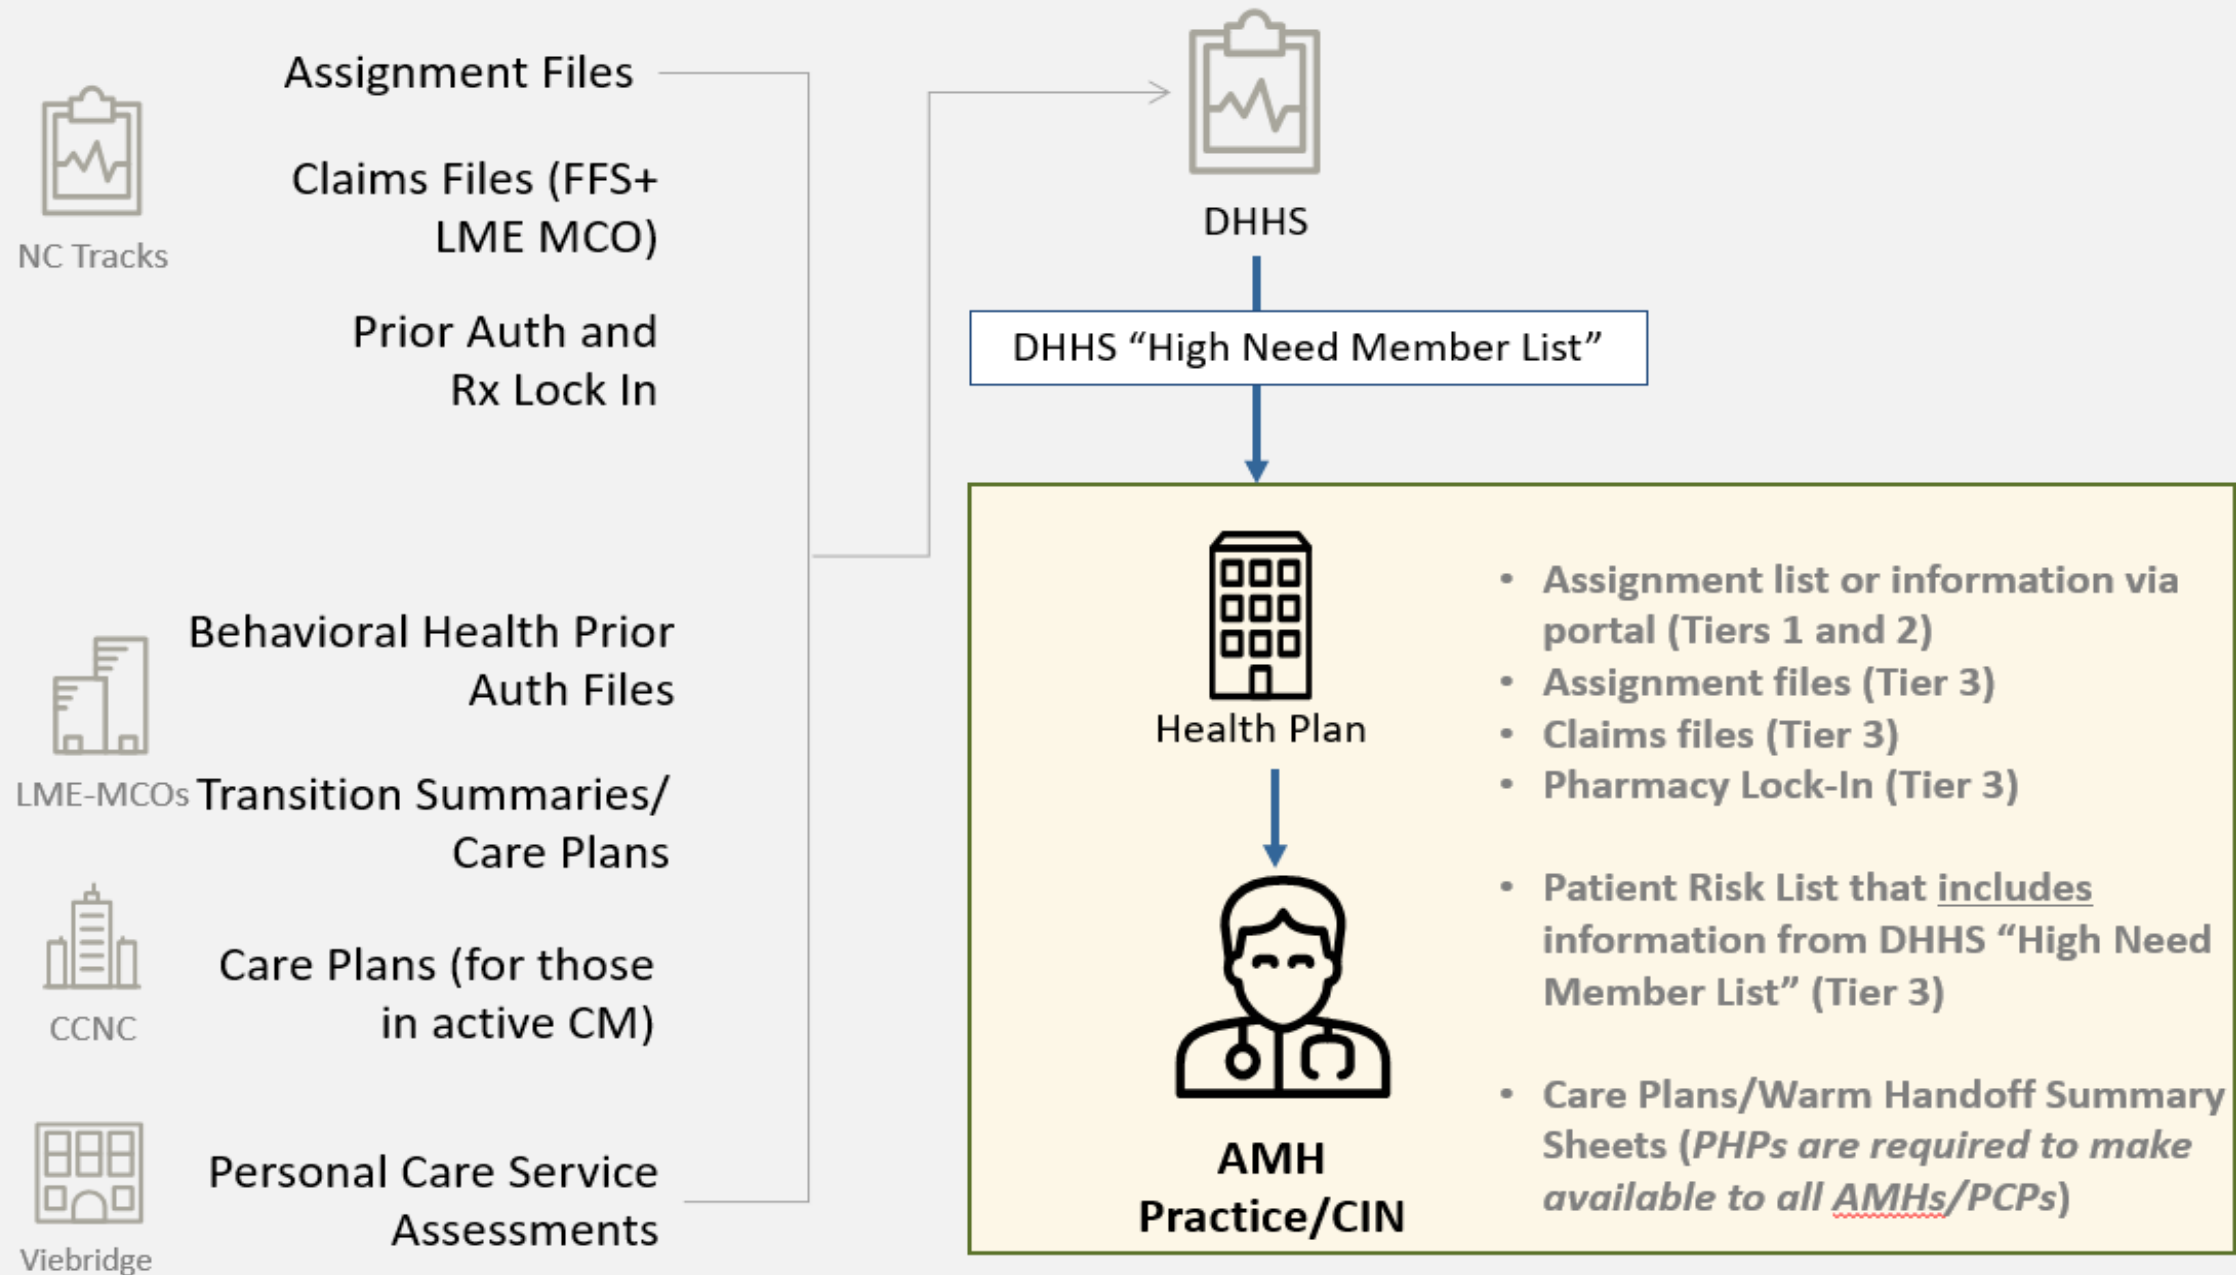 Assignment Files
Claims Files (FFS+
LME MCO)
NC Tracks
Prior Auth and
Rx Lock In
Behavioral Health Prior
Auth Files
LME-MCOs
Transition Summaries/
Care Plans
Care Plans (for those
in active CM)
CCNC
Personal Care Service
Assessments
Viebridge
DHHS
DHHS “High Need Member List”
Health Plan
AMH
Practice/CIN
• Assignment list or information via
portal (Tiers 1 and 2)
• Assignment files (Tier 3)
• Claims files (Tier 3)
• Pharmacy Lock-In (Tier 3)
• Patient Risk List that includes
information from DHHS “High Need
Member List” (Tier 3)
• Care Plans/Warm Handoff Summary
Sheets (PHPs are required to make
available to all AMHs/PCPs)